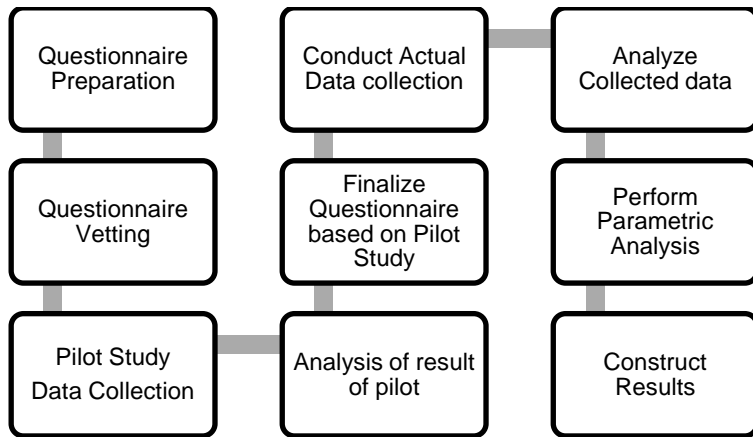 Questionnaire
Preparation
Questionnaire
Vetting
Pilot Study
Data Collection
Analysis of result
of pilot
Finalize
Questionnaire
based on Pilot
Study
Conduct Actual
Data collection
Analyze
Collected data
Perform
Parametric
Analysis
Construct
Results